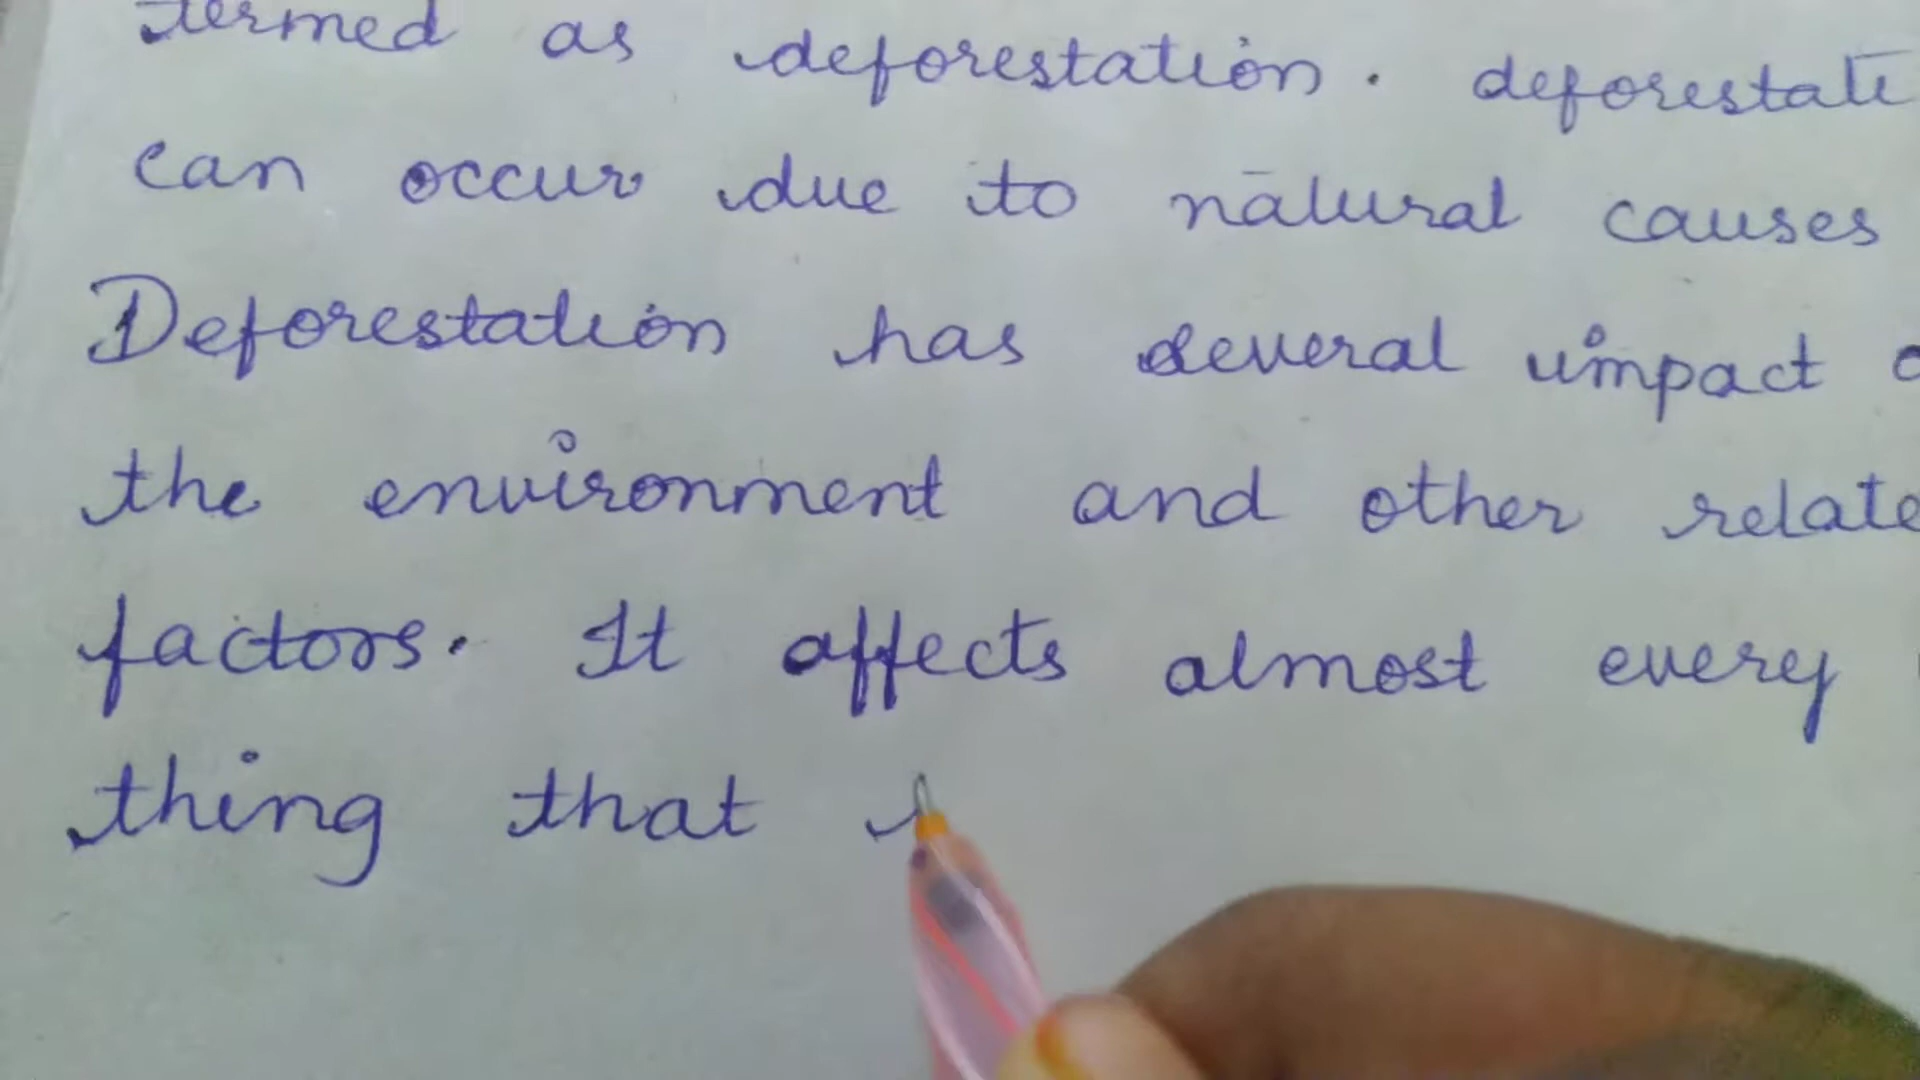 termed as deforestation. deforestati
can occur due to natural causes
Deforestation has several impact o
the environment and other relate
factors. It affects almost every
thing that